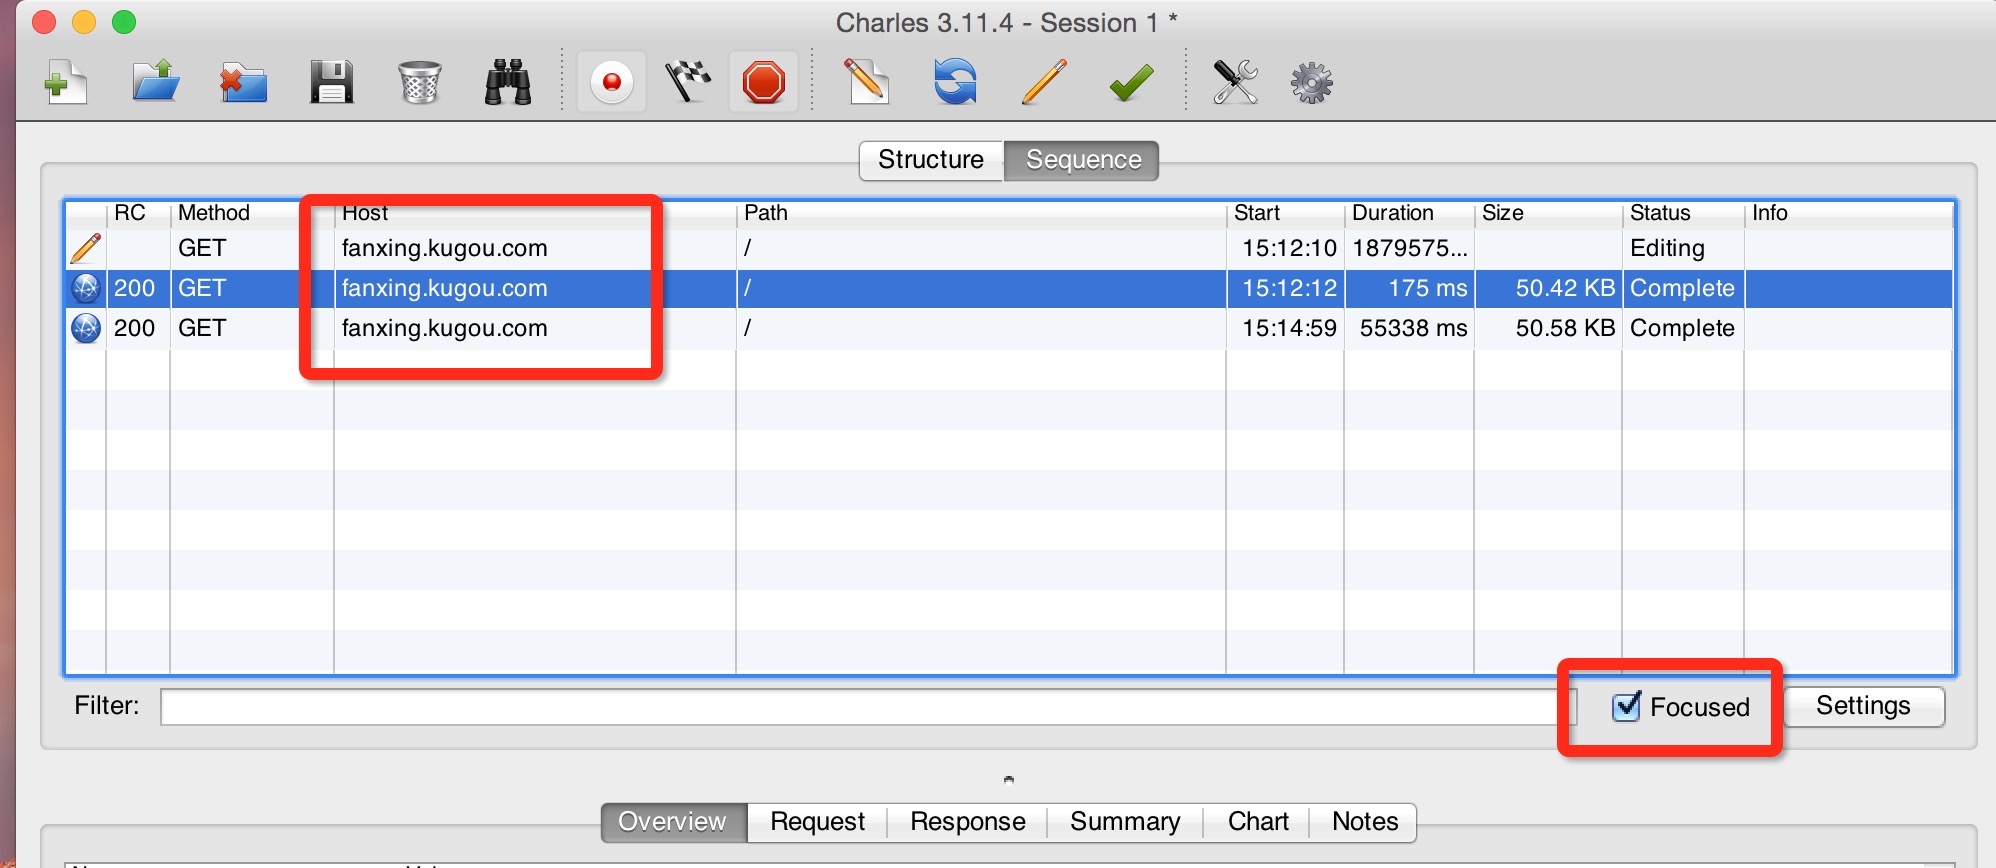 Charles 3.11.4 - Session 1 *
Structure Sequence
RC Method Host Path Start Duration Size Status Info
GET fanxing.kugou.com / 15:12:10 1879575... Editing
200 GET fanxing.kugou.com / 15:12:12 175 ms 50.42 KB Complete
200 GET fanxing.kugou.com / 15:14:59 55338 ms 50.58 KB Complete
Filter: Focused Settings
Overview Request Response Summary Chart Notes